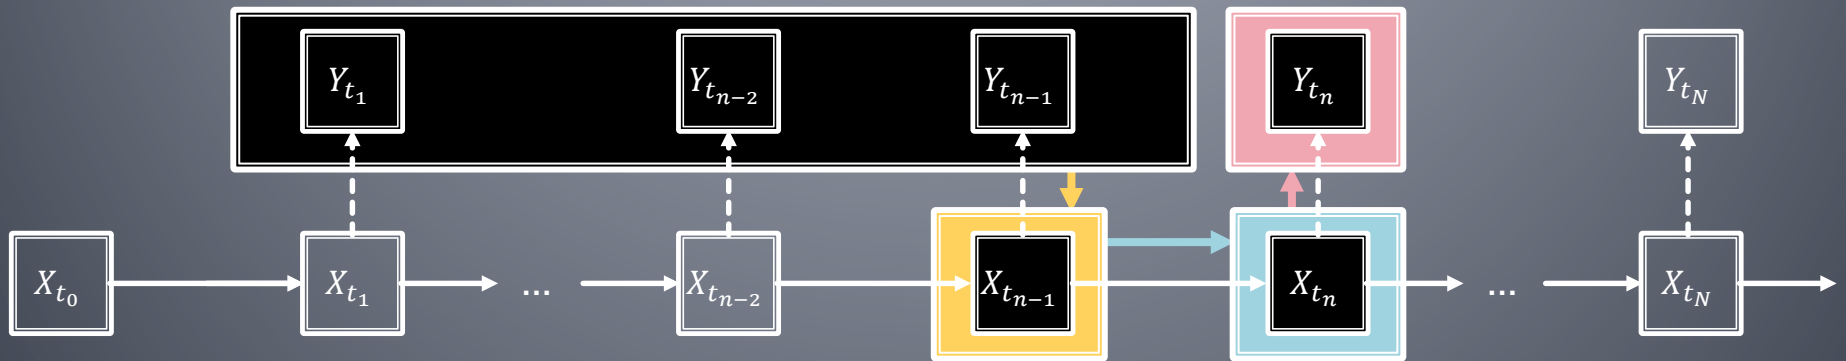 Y_{t_1} Y_{t_{n-2}} Y_{t_{n-1}} Y_{t_n} Y_{t_N}
X_{t_0} X_{t_1} ... X_{t_{n-2}} X_{t_{n-1}} X_{t_n} ... X_{t_N}